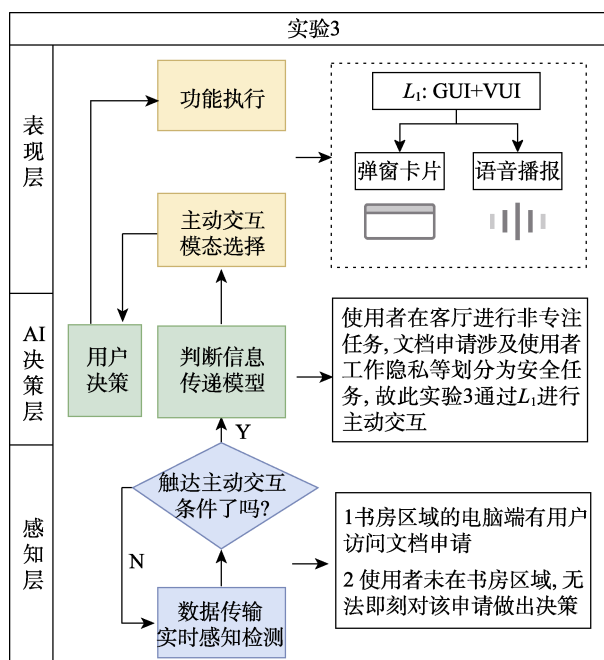 实验3
表现层
功能执行
L₁: GUI+VUI
弹窗卡片
语音播报
主动交互
模态选择
AI决策层
用户
决策
判断信息
传递模型
使用者在客厅进行非专注
任务, 文档申请涉及使用者
工作隐私等划分为安全任
务, 故此实验3通过L₁进行
主动交互
Y
感知层
触达主动交互
条件了吗?
N
数据传输
实时感知检测
1书房区域的电脑端有用户
访问文档申请
2 使用者未在书房区域, 无
法即刻对该申请做出决策